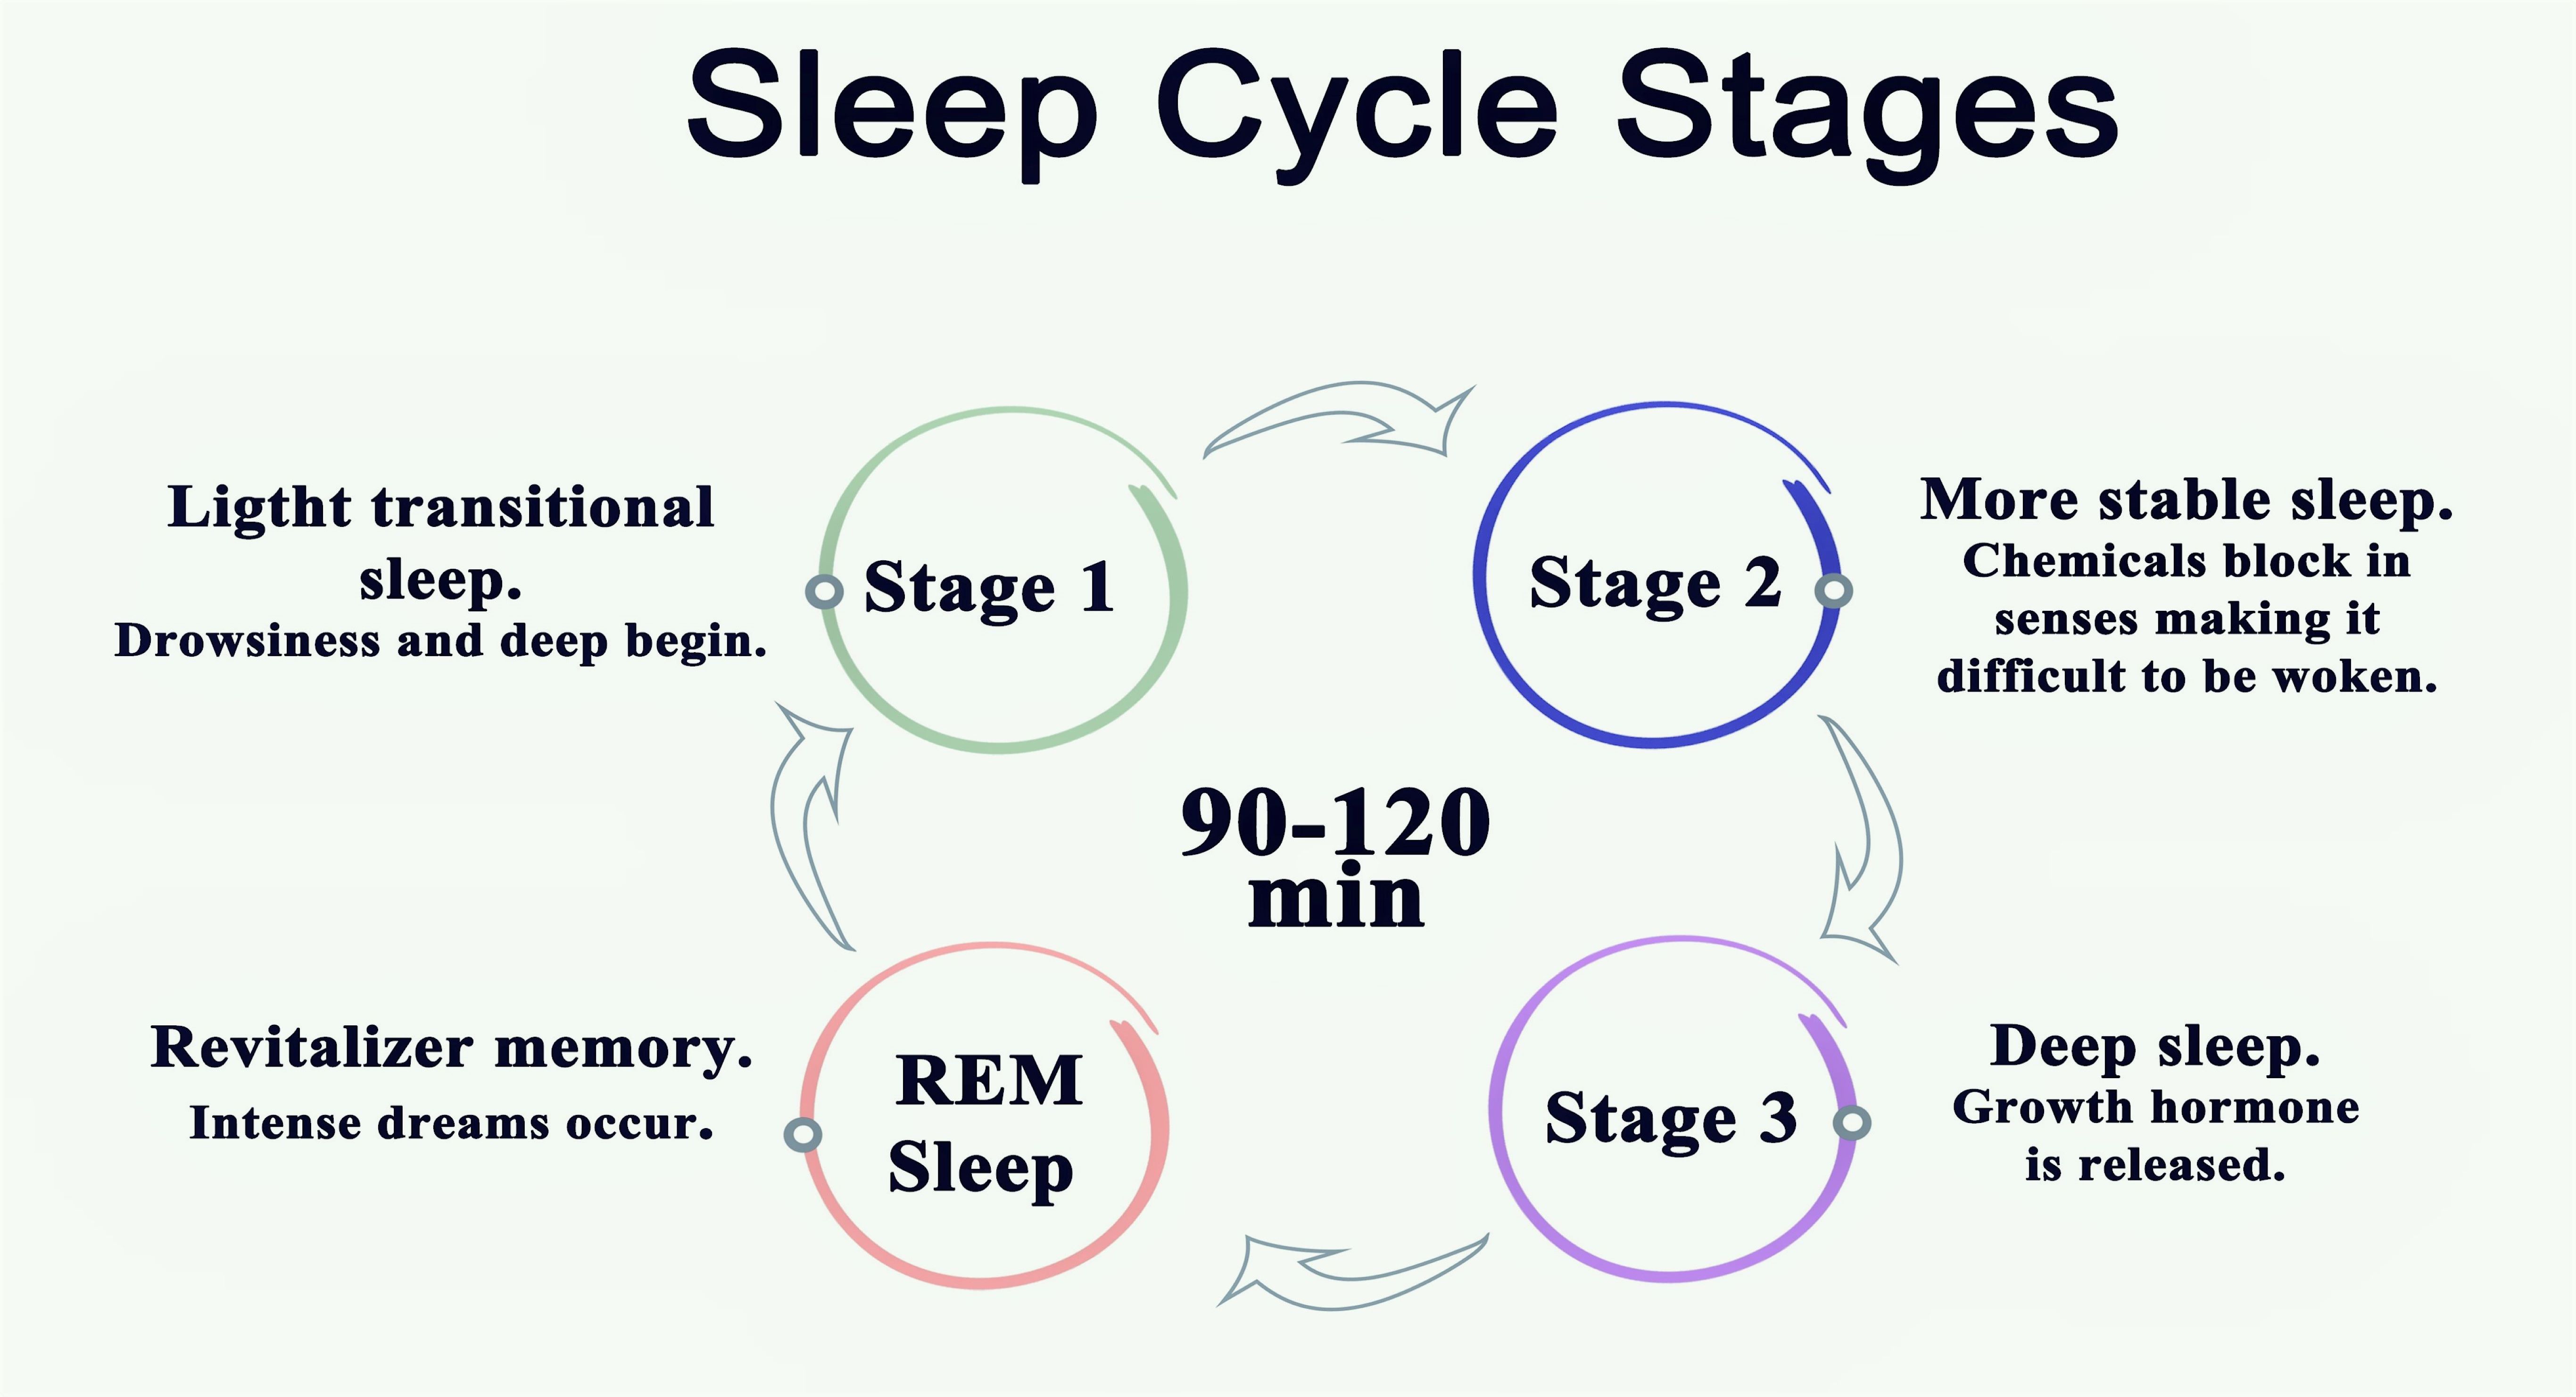 Sleep Cycle Stages
Stage 1
Ligtht transitional
sleep.
Drowsiness and deep begin.
Stage 2
More stable sleep.
Chemicals block in
senses making it
difficult to be woken.
90-120
min
Stage 3
Deep sleep.
Growth hormone
is released.
REM
Sleep
Revitalizer memory.
Intense dreams occur.